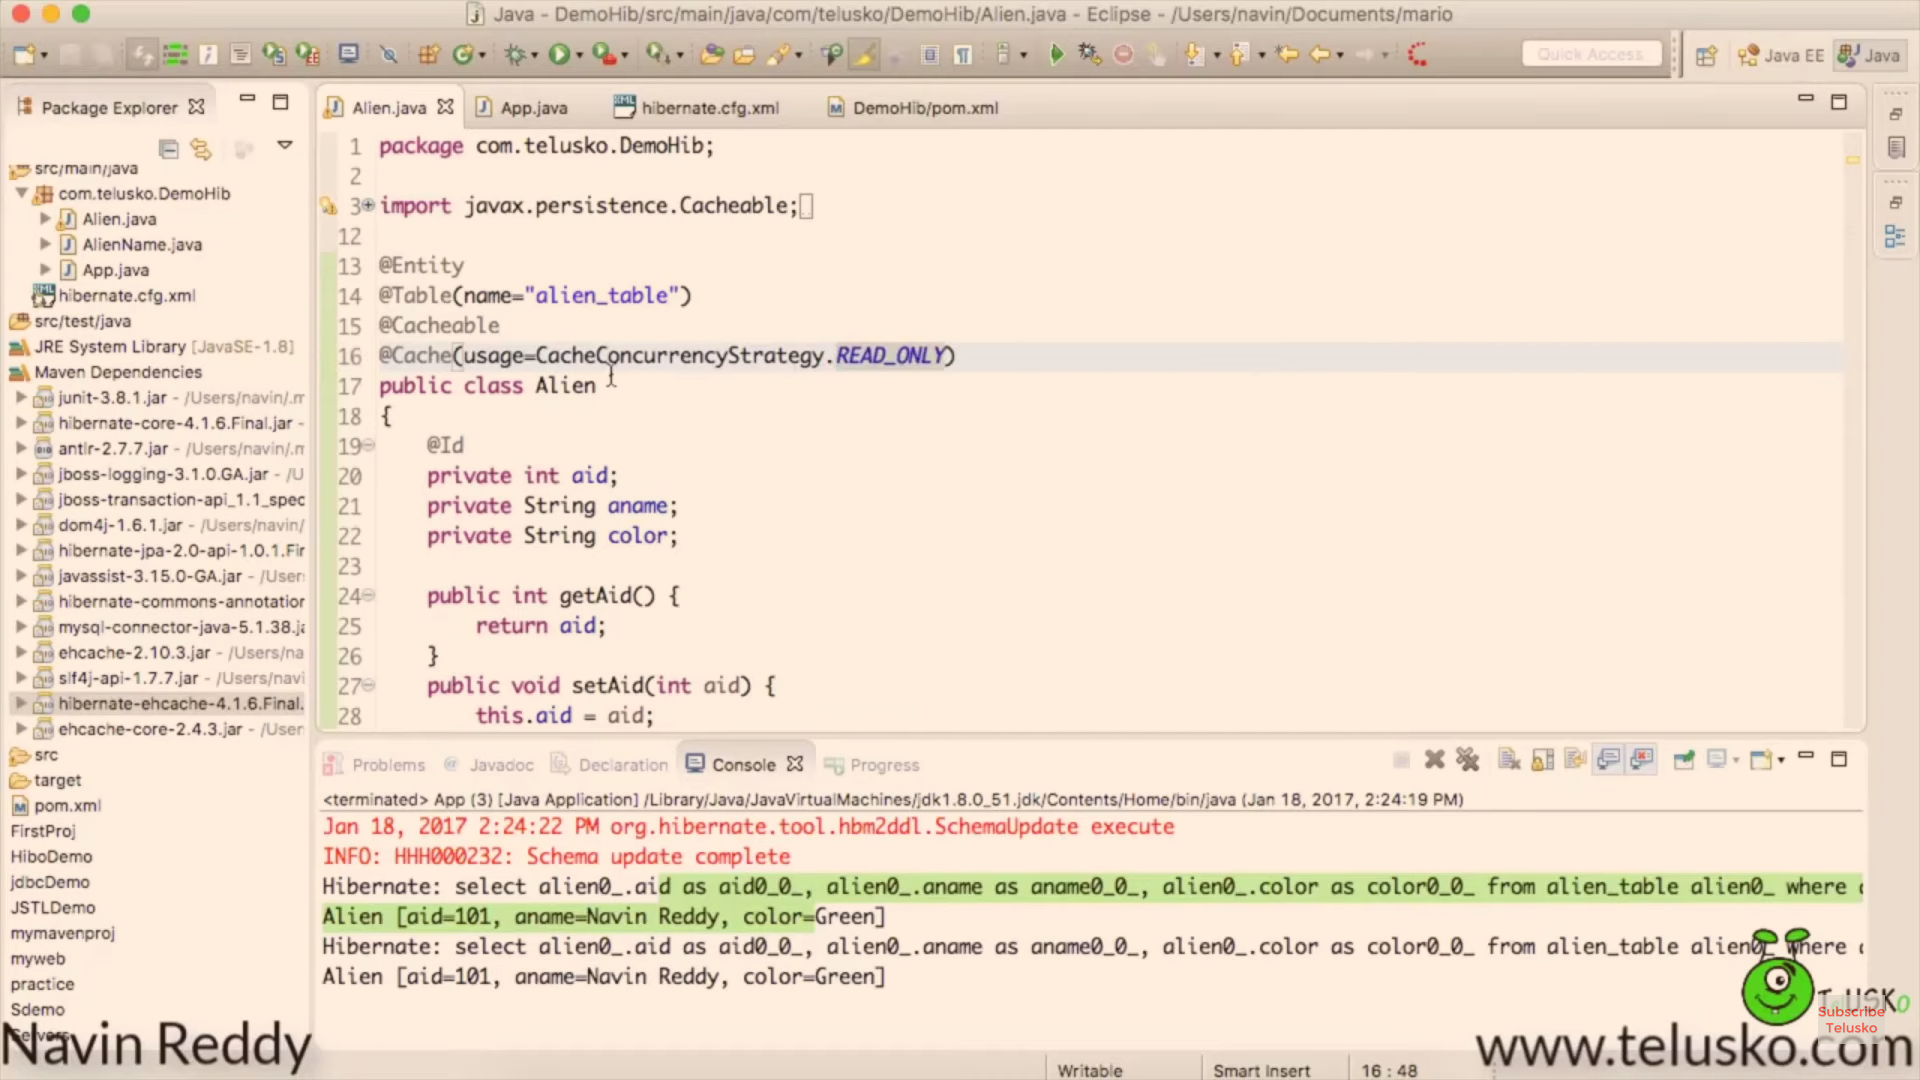 Java - DemoHib/src/main/java/com/telusko/DemoHib/Alien.java - Eclipse - /Users/navin/Documents/mario
Quick Access
Java EE
Java
Package Explorer
src/main/java
com.telusko.DemoHib
Alien.java
AlienName.java
App.java
hibernate.cfg.xml
src/test/java
JRE System Library [JavaSE-1.8]
Maven Dependencies
junit-3.8.1.jar - /Users/navin/.m
hibernate-core-4.1.6.Final.jar -
antlr-2.7.7.jar - /Users/navin/.m
jboss-logging-3.1.0.GA.jar - /U
jboss-transaction-api_1.1_spec
dom4j-1.6.1.jar - /Users/navin/
hibernate-jpa-2.0-api-1.0.1.Fir
javassist-3.15.0-GA.jar - /User
hibernate-commons-annotation
mysql-connector-java-5.1.38.ja
ehcache-2.10.3.jar - /Users/na
slf4j-api-1.7.7.jar - /Users/navi
hibernate-ehcache-4.1.6.Final.
ehcache-core-2.4.3.jar - /User
src
target
pom.xml
FirstProj
HiboDemo
jdbcDemo
JSTLDemo
mymavenproj
myweb
practice
Sdemo
Servers
Alien.java
App.java
hibernate.cfg.xml
DemoHib/pom.xml
1 package com.telusko.DemoHib;
2
3 import javax.persistence.Cacheable;
12
13 @Entity
14 @Table(name="alien_table")
15 @Cacheable
16 @Cache(usage=CacheConcurrencyStrategy.READ_ONLY)
17 public class Alien
18 {
19 @Id
20 private int aid;
21 private String aname;
22 private String color;
23
24 public int getAid() {
25 return aid;
26 }
27 public void setAid(int aid) {
28 this.aid = aid;
Problems
Javadoc
Declaration
Console
Progress
<terminated> App (3) [Java Application] /Library/Java/JavaVirtualMachines/jdk1.8.0_51.jdk/Contents/Home/bin/java (Jan 18, 2017, 2:24:19 PM)
Jan 18, 2017 2:24:22 PM org.hibernate.tool.hbm2ddl.SchemaUpdate execute
INFO: HHH000232: Schema update complete
Hibernate: select alien0_.aid as aid0_0_, alien0_.aname as aname0_0_, alien0_.color as color0_0_ from alien_table alien0_ where
Alien [aid=101, aname=Navin Reddy, color=Green]
Hibernate: select alien0_.aid as aid0_0_, alien0_.aname as aname0_0_, alien0_.color as color0_0_ from alien_table alien0_ where
Alien [aid=101, aname=Navin Reddy, color=Green]
Subscribe
Telusko
Navin Reddy
www.telusko.com
Writable
Smart Insert
16 : 48